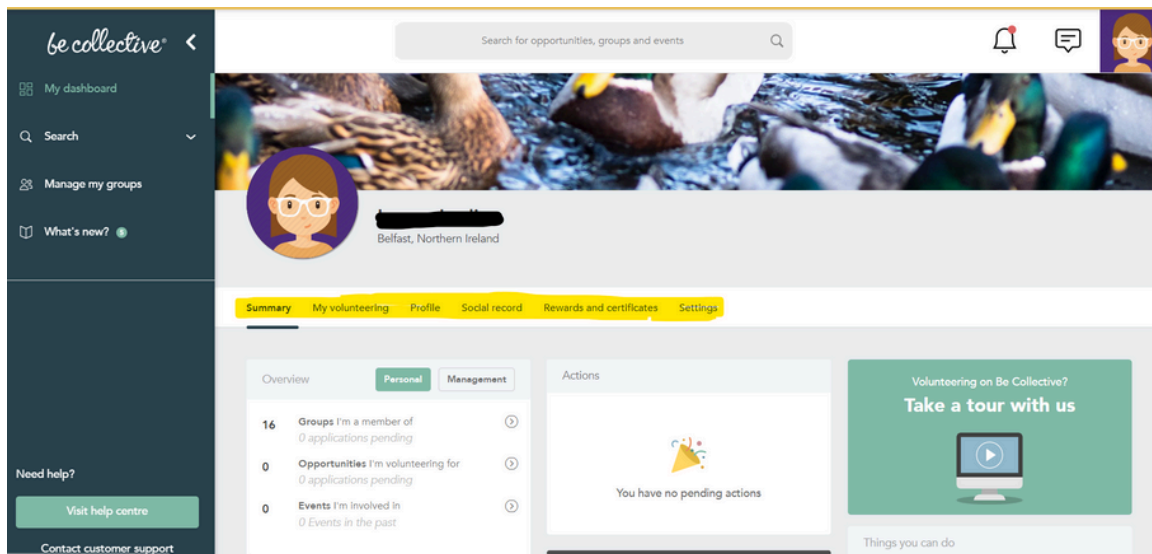 be collective
Search for opportunities, groups and events
My dashboard
Search
Manage my groups
What's new?
Belfast, Northern Ireland
Summary My volunteering Profile Social record Rewards and certificates Settings
Overview Personal Management
16 Groups I'm a member of
0 applications pending
0 Opportunities I'm volunteering for
0 applications pending
0 Events I'm involved in
0 Events in the past
Actions
You have no pending actions
Volunteering on Be Collective?
Take a tour with us
Things you can do
Need help?
Visit help centre
Contact customer support